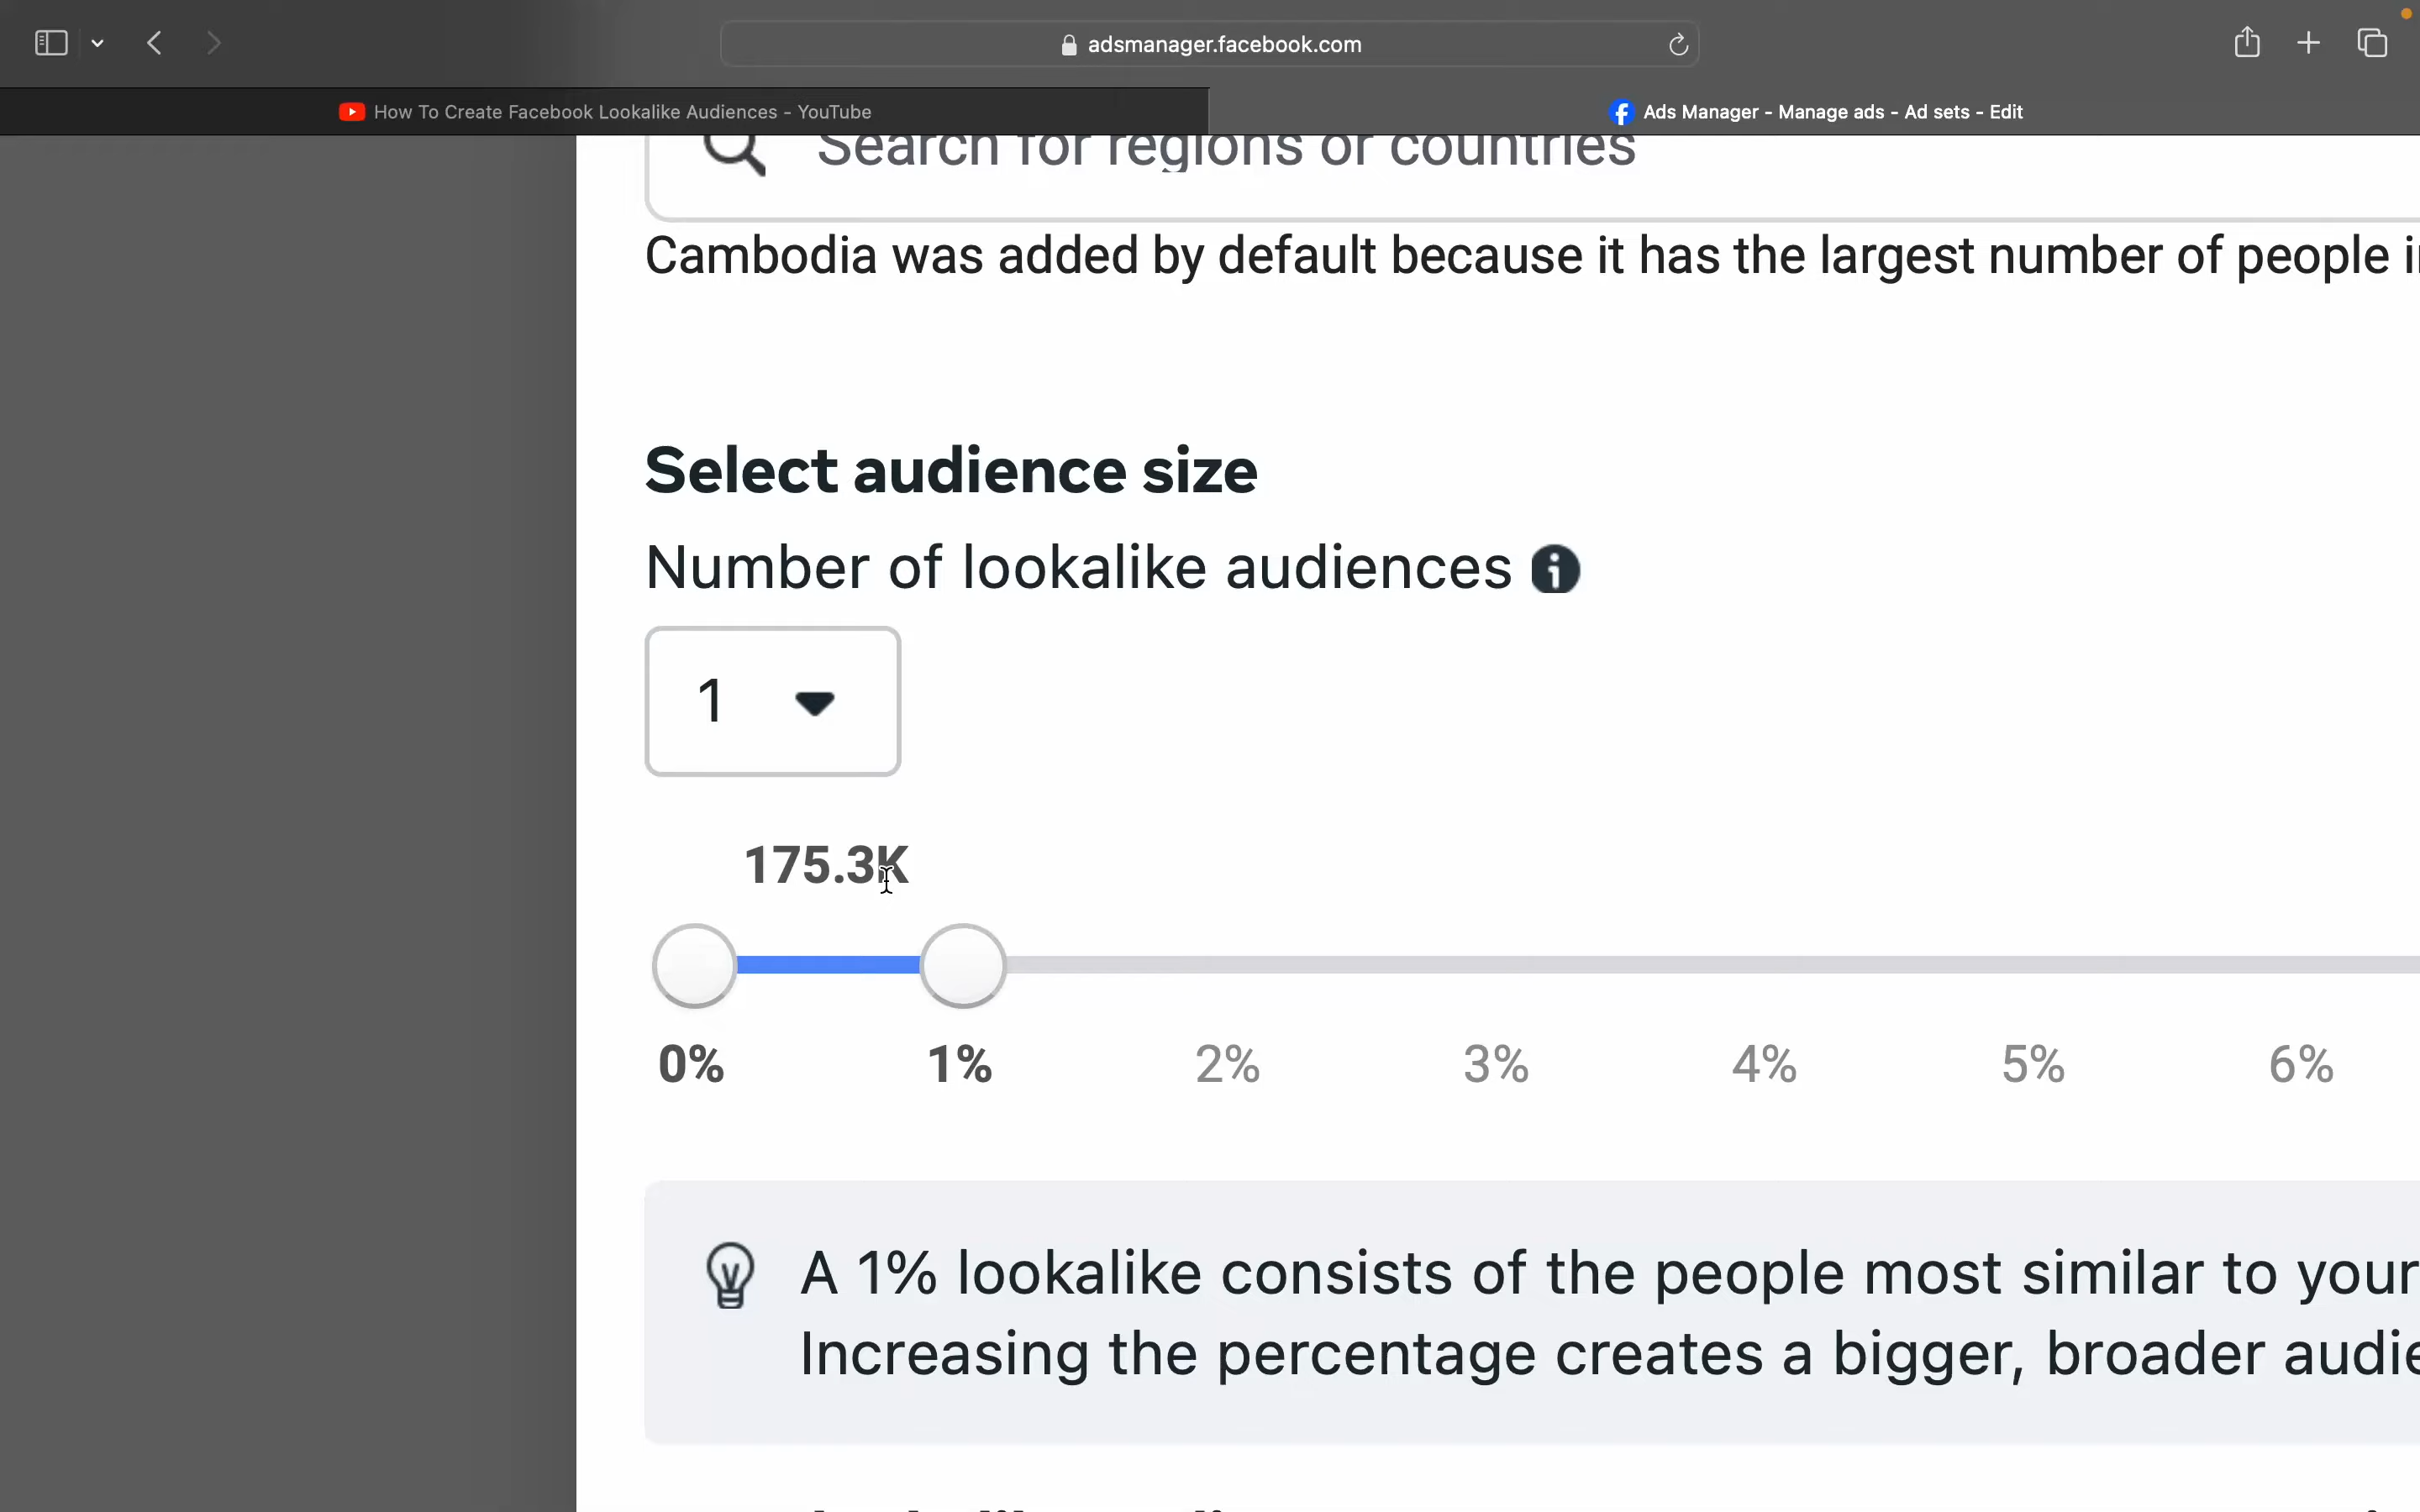 adsmanager.facebook.com
How To Create Facebook Lookalike Audiences - YouTube
Ads Manager - Manage ads - Ad sets - Edit
Search for regions or countries
Cambodia was added by default because it has the largest number of people
Select audience size
Number of lookalike audiences
1
175.3K
0% 1% 2% 3% 4% 5% 6%
A 1% lookalike consists of the people most similar to your
Increasing the percentage creates a bigger, broader